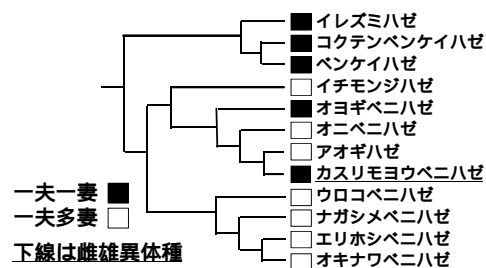 イレズミハゼ
コクテンベンケイハゼ
ベンケイハゼ
イチモンジハゼ
オヨギベニハゼ
オニベニハゼ
アオギハゼ
カスリモヨウベニハゼ
ウロコベニハゼ
ナガシメベニハゼ
エリホシベニハゼ
オキナワベニハゼ
一夫一妻
一夫多妻
下線は雌雄異体種